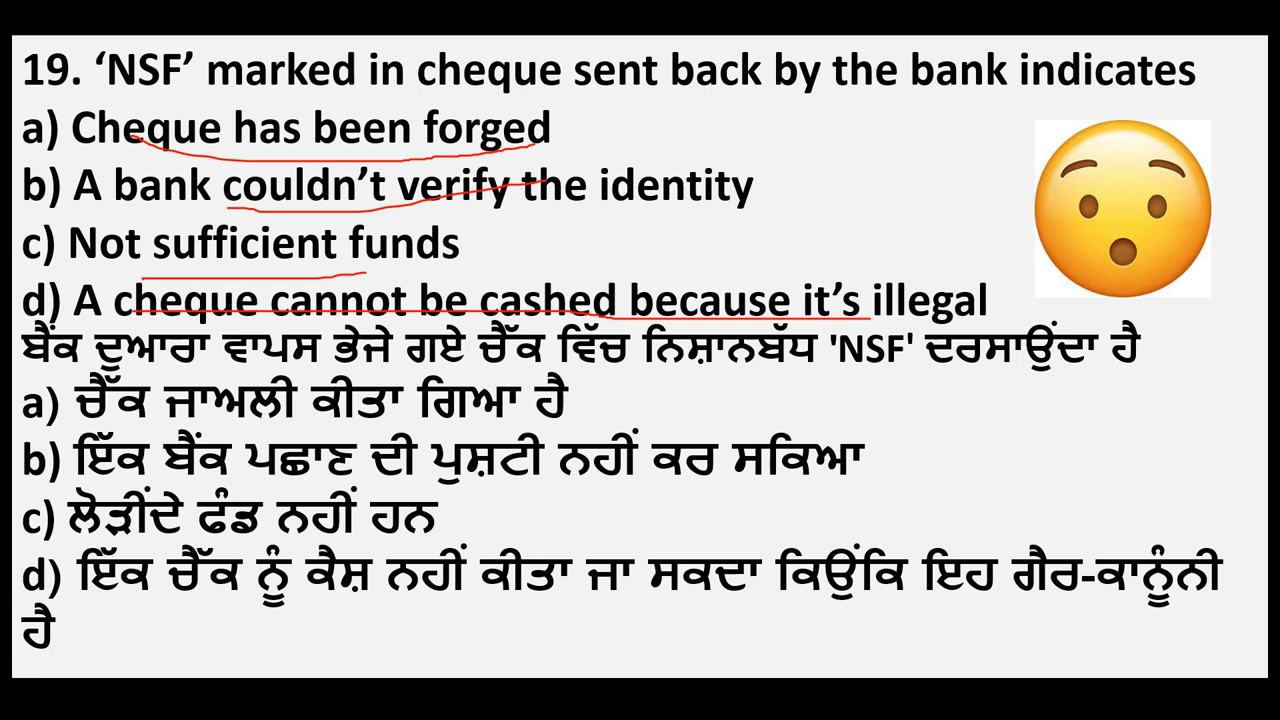 19. ‘NSF’ marked in cheque sent back by the bank indicates
a) Cheque has been forged
b) A bank couldn’t verify the identity
c) Not sufficient funds
d) A cheque cannot be cashed because it’s illegal
ਬੈਂਕ ਦੁਆਰਾ ਵਾਪਸ ਭੇਜੇ ਗਏ ਚੈੱਕ ਵਿੱਚ ਨਿਸ਼ਾਨਬੱਧ 'NSF' ਦਰਸਾਉਂਦਾ ਹੈ
a) ਚੈੱਕ ਜਾਅਲੀ ਕੀਤਾ ਗਿਆ ਹੈ
b) ਇੱਕ ਬੈਂਕ ਪਛਾਣ ਦੀ ਪੁਸ਼ਟੀ ਨਹੀਂ ਕਰ ਸਕਿਆ
c) ਲੋੜੀਂਦੇ ਫੰਡ ਨਹੀਂ ਹਨ
d) ਇੱਕ ਚੈੱਕ ਨੂੰ ਕੈਸ਼ ਨਹੀਂ ਕੀਤਾ ਜਾ ਸਕਦਾ ਕਿਉਂਕਿ ਇਹ ਗੈਰ-ਕਾਨੂੰਨੀ
ਹੈ